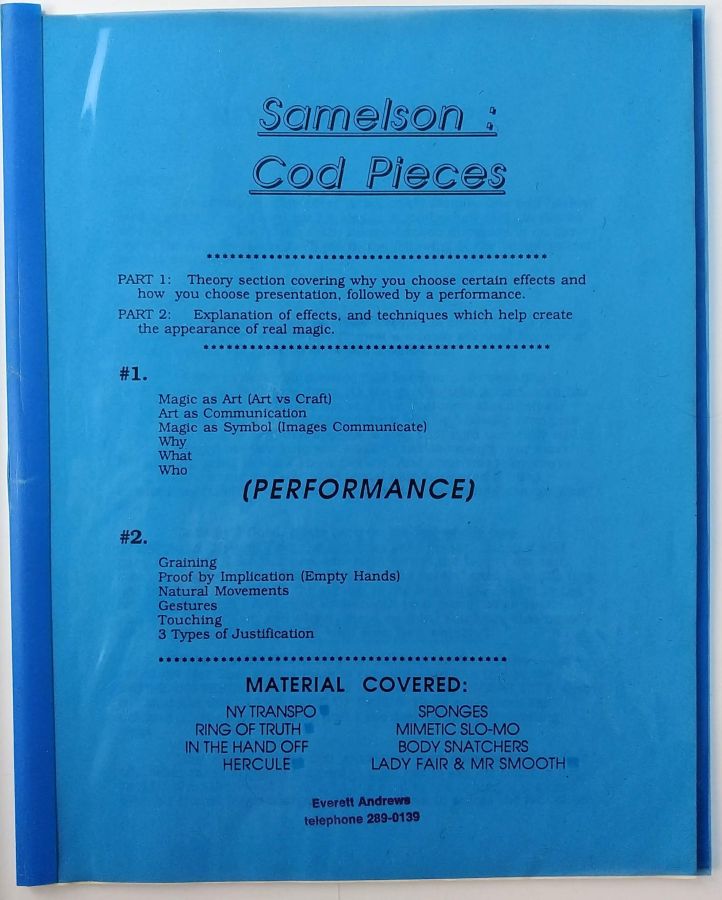 Samelson :
Cod Pieces
*******************************************
PART 1: Theory section covering why you choose certain effects and
how you choose presentation, followed by a performance.
PART 2: Explanation of effects, and techniques which help create
the appearance of real magic.
*******************************************
#1.
Magic as Art (Art vs Craft)
Art as Communication
Magic as Symbol (Images Communicate)
Why
What
Who
(PERFORMANCE)
#2.
Graining
Proof by Implication (Empty Hands)
Natural Movements
Gestures
Touching
3 Types of Justification
*******************************************
MATERIAL COVERED:
NY TRANSPO SPONGES
RING OF TRUTH MIMETIC SLO-MO
IN THE HAND OFF BODY SNATCHERS
HERCULE LADY FAIR & MR SMOOTH
Everett Andrews
telephone 289-0139